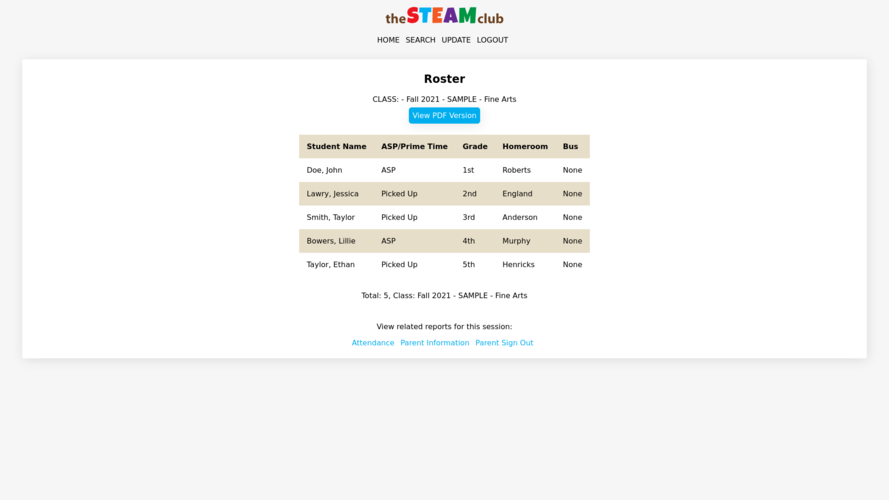 the STEAM club
HOME SEARCH UPDATE LOGOUT
Roster
CLASS: - Fall 2021 - SAMPLE - Fine Arts
View PDF Version
Student Name ASP/Prime Time Grade Homeroom Bus
Doe, John ASP 1st Roberts None
Lawry, Jessica Picked Up 2nd England None
Smith, Taylor Picked Up 3rd Anderson None
Bowers, Lillie ASP 4th Murphy None
Taylor, Ethan Picked Up 5th Henricks None
Total: 5, Class: Fall 2021 - SAMPLE - Fine Arts
View related reports for this session:
Attendance Parent Information Parent Sign Out